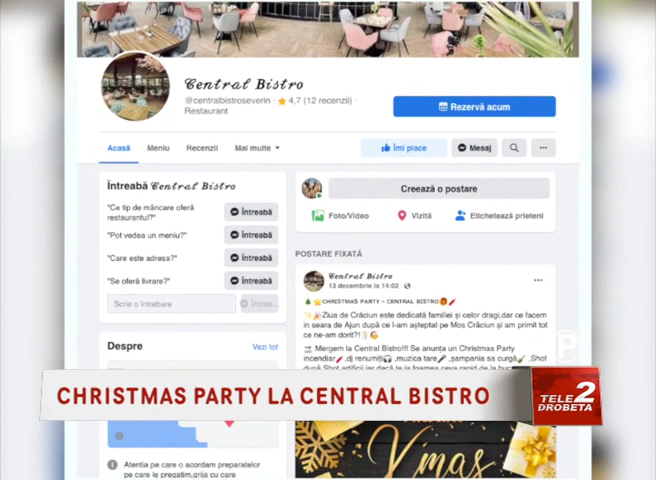 Central Bistro
@centralbistroseverin · 4,7 (12 recenzii) ·
Restaurant
Rezervă acum
Acasă Meniu Recenzii Mai multe
Îmi place Mesaj
Întreabă Central Bistro
"Ce tip de mâncare oferă
restaurantul?" Întreabă
"Pot vedea un meniu?" Întreabă
"Care este adresa?" Întreabă
"Se oferă livrare?" Întreabă
Scrie o întrebare
Despre Vezi tot
Atentia pe care o acordam preparatelor
pe care le pregatim,grija cu care
Creează o postare
Foto/Video Vizită Etichetează prieteni
POSTARE FIXATĂ
Central Bistro
13 decembrie la 14:02 ·
CHRISTMAS PARTY - CENTRAL BISTRO
Ziua de Crăciun este dedicată familiei și celor dragi,dar ce facem
in seara de Ajun după ce l-am așteptat pe Moș Crăciun și am primit tot
ce ne-am dorit?!
Mergem la Central Bistro!!! Se anunța un Christmas Party
incendiar ,dj renumiți ,muzica tare ,șampania sa curgă ,Shot
P
CHRISTMAS PARTY LA CENTRAL BISTRO
TELE 2
DROBETA
Xmas